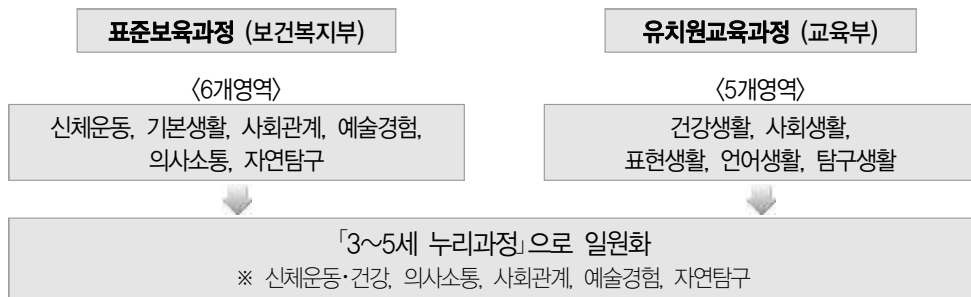 표준보육과정 (보건복지부)
유치원교육과정 (교육부)
〈6개영역〉
〈5개영역〉
신체운동, 기본생활, 사회관계, 예술경험,
의사소통, 자연탐구
건강생활, 사회생활,
표현생활, 언어생활, 탐구생활
「3~5세 누리과정」으로 일원화
※ 신체운동·건강, 의사소통, 사회관계, 예술경험, 자연탐구